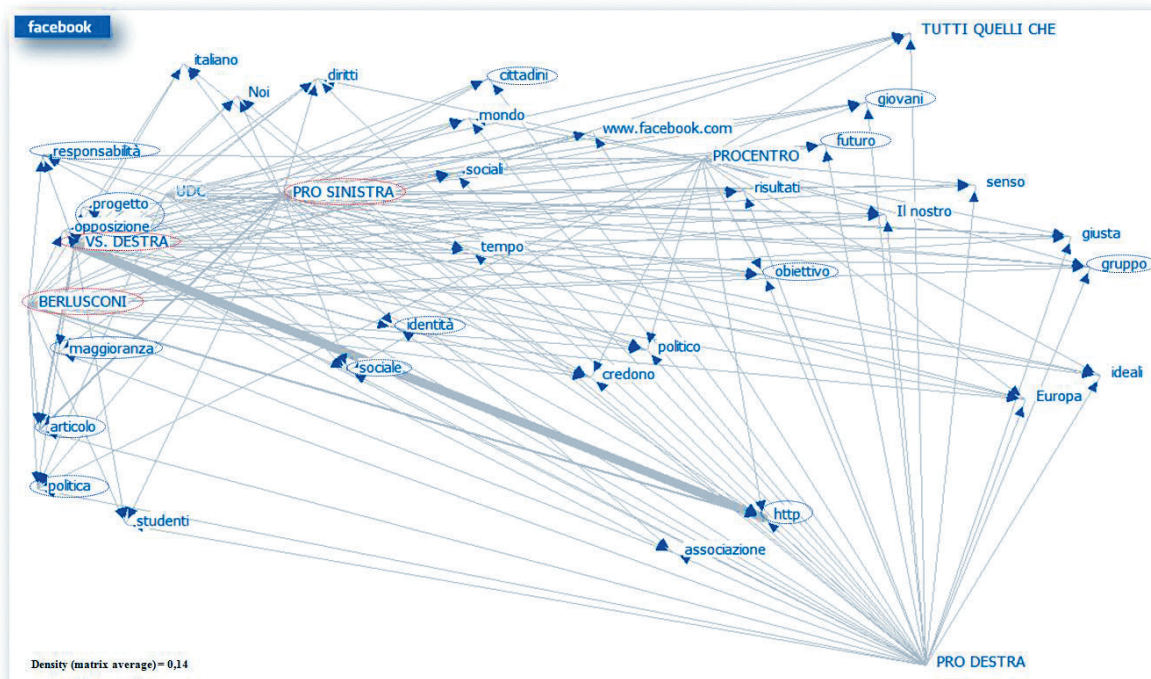 facebook
TUTTI QUELLI CHE
italiano
diritti
cittadini
Noi
giovani
mondo
www.facebook.com
futuro
responsabilità
PROCENTRO
sociali
UDC
PRO SINISTRA
risultati
senso
progetto
Il nostro
opposizione
giusta
VS. DESTRA
tempo
gruppo
obiettivo
BERLUSCONI
identità
maggioranza
politico
sociale
credono
ideali
Europa
articolo
politica
http
studenti
associazione
PRO DESTRA
Density (matrix average) = 0,14